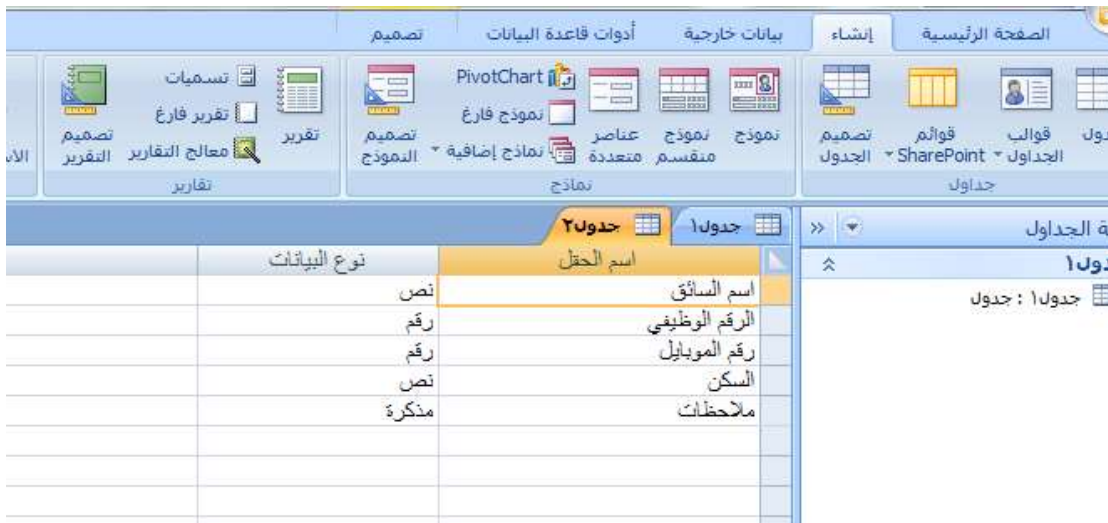 الصفحة الرئيسية
إنشاء
بيانات خارجية
أدوات قاعدة البيانات
تصميم
قوالب الجداول
قوائم SharePoint
تصميم الجدول
جداول
نموذج
نموذج منقسم
عناصر متعددة
PivotChart
نموذج فارغ
نماذج إضافية
تصميم النموذج
نماذج
تقرير
تسميات
تقرير فارغ
معالج التقارير
تصميم التقرير
تقارير
جدول١
جدول٢
جدول١ : جدول
اسم الحقل نوع البيانات
اسم السائق نص
الرقم الوظيفي رقم
رقم الموبايل رقم
السكن نص
ملاحظات مذكرة